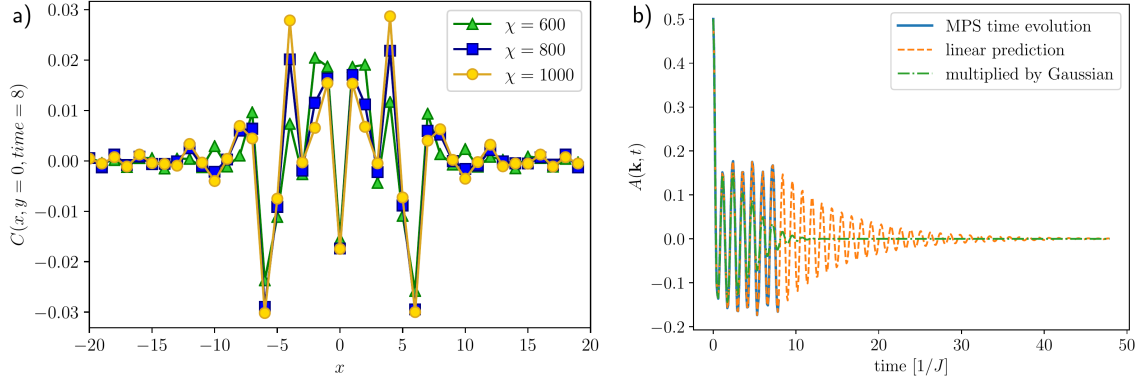 a)
0.03
0.02
0.01
0.00
−0.01
−0.02
−0.03
C(x, y = 0, time = 8)
−20
−15
−10
−5
0
5
10
15
20
x
χ = 600
χ = 800
χ = 1000
b)
0.5
0.4
0.3
0.2
0.1
0.0
−0.1
−0.2
A(k, t)
0
10
20
30
40
50
time [1/J]
MPS time evolution
linear prediction
multiplied by Gaussian